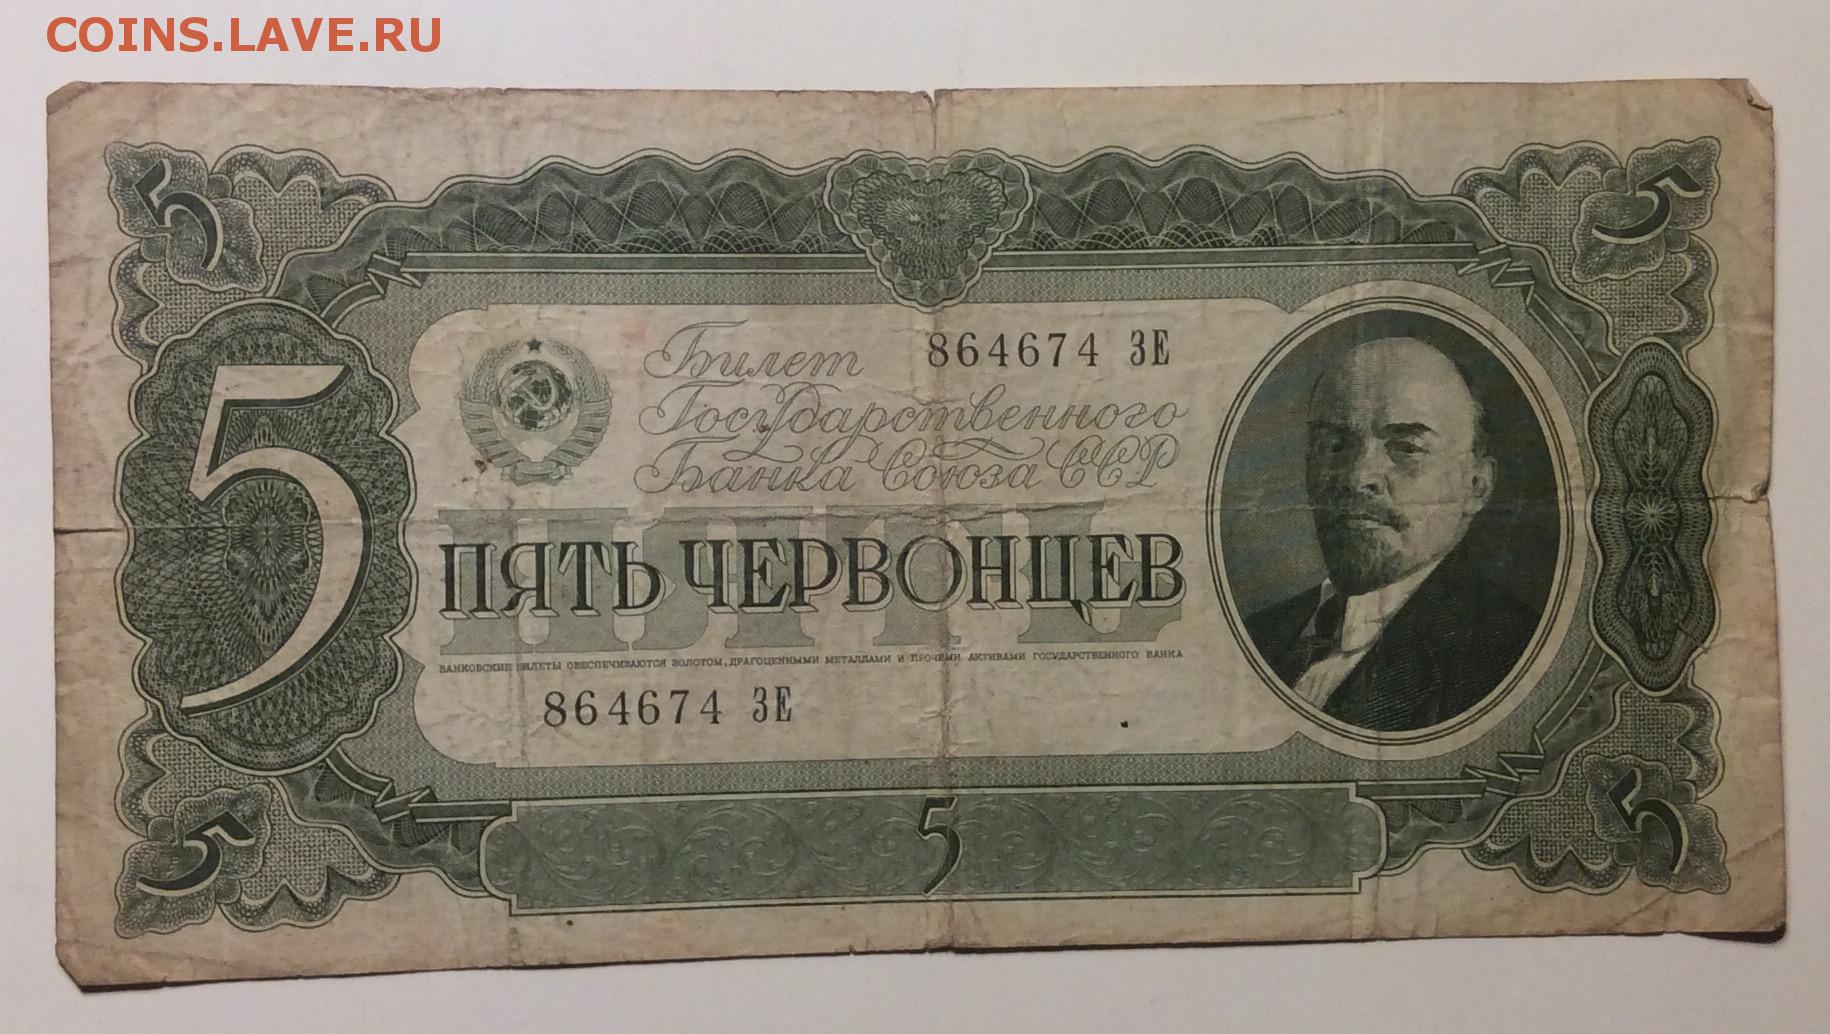 COINS.LAVE.RU
5 5
Билет 864674 ЗЕ
Государственного
Банка Союза ССР
5
ПЯТЬ
ПЯТЬ ЧЕРВОНЦЕВ
БАНКОВСКИЕ БИЛЕТЫ ОБЕСПЕЧИВАЮТСЯ ЗОЛОТОМ, ДРАГОЦЕННЫМИ МЕТАЛЛАМИ И ПРОЧИМИ АКТИВАМИ ГОСУДАРСТВЕННОГО БАНКА
864674 ЗЕ
5 5 5